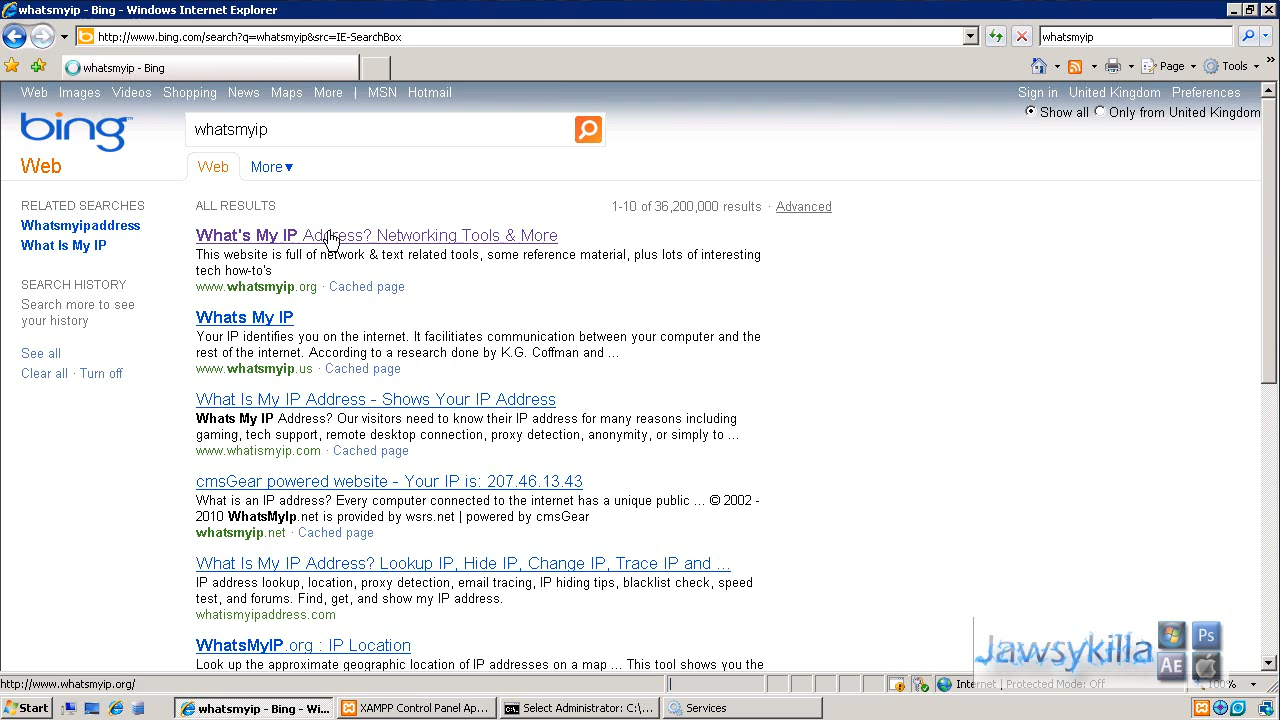 whatsmyip - Bing - Windows Internet Explorer
http://www.bing.com/search?q=whatsmyip&src=IE-SearchBox
whatsmyip
whatsmyip - Bing
Page
Tools
Web Images Videos Shopping News Maps More | MSN Hotmail
Sign in United Kingdom Preferences
Show all Only from United Kingdom
bing
whatsmyip
Web
Web More▾
RELATED SEARCHES
Whatsmyipaddress
What Is My IP
SEARCH HISTORY
Search more to see
your history
See all
Clear all · Turn off
ALL RESULTS
1-10 of 36,200,000 results · Advanced
What's My IP Address? Networking Tools & More
This website is full of network & text related tools, some reference material, plus lots of interesting
tech how-to's
www.whatsmyip.org · Cached page
Whats My IP
Your IP identifies you on the internet. It facilitiates communication between your computer and the
rest of the internet. According to a research done by K.G. Coffman and ...
www.whatsmyip.us · Cached page
What Is My IP Address - Shows Your IP Address
Whats My IP Address? Our visitors need to know their IP address for many reasons including
gaming, tech support, remote desktop connection, proxy detection, anonymity, or simply to ...
www.whatismyip.com · Cached page
cmsGear powered website - Your IP is: 207.46.13.43
What is an IP address? Every computer connected to the internet has a unique public ... © 2002 -
2010 WhatsMyIp.net is provided by wsrs.net | powered by cmsGear
whatsmyip.net · Cached page
What Is My IP Address? Lookup IP, Hide IP, Change IP, Trace IP and ...
IP address lookup, location, proxy detection, email tracing, IP hiding tips, blacklist check, speed
test, and forums. Find, get, and show my IP address.
whatismyipaddress.com
WhatsMyIP.org : IP Location
Look up the approximate geographic location of IP addresses on a map ... This tool shows you the
Jawsykilla
Ps
AE
http://www.whatsmyip.org/
Internet | Protected Mode: Off
100%
Start
whatsmyip - Bing - Wi...
XAMPP Control Panel Ap...
Select Administrator: C:\...
Services